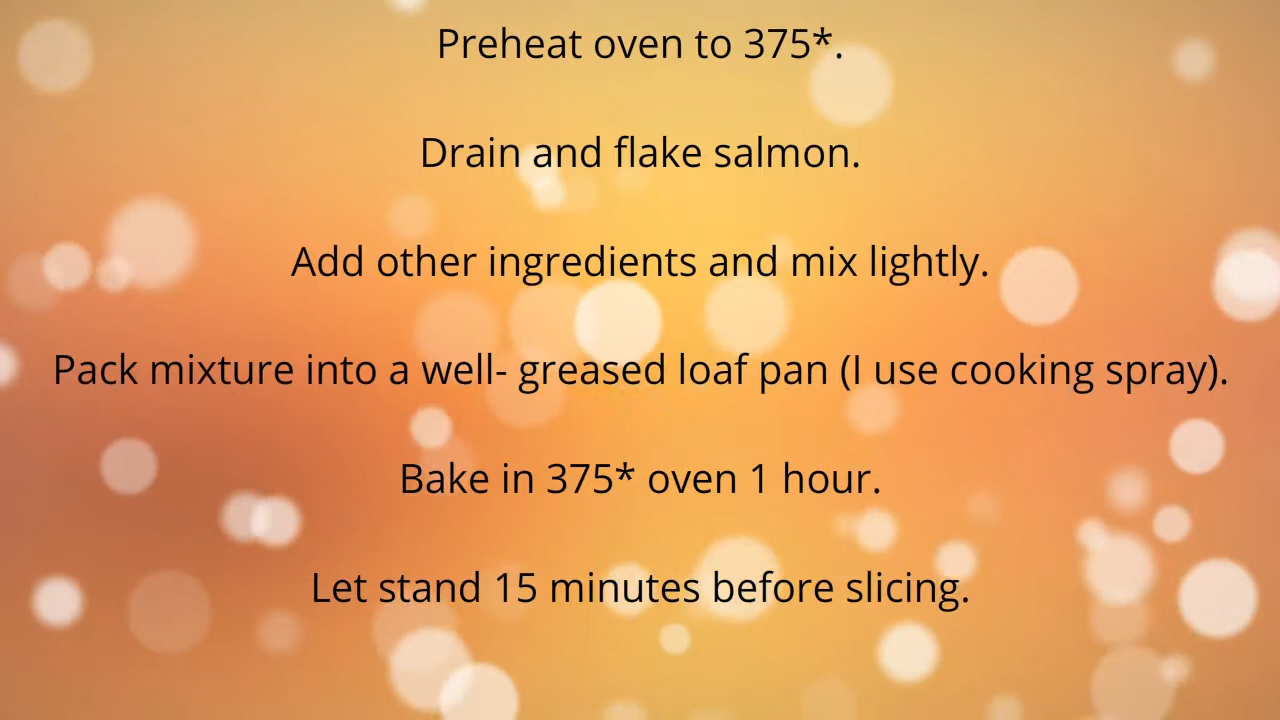 Preheat oven to 375*.
Drain and flake salmon.
Add other ingredients and mix lightly.
Pack mixture into a well- greased loaf pan (I use cooking spray).
Bake in 375* oven 1 hour.
Let stand 15 minutes before slicing.